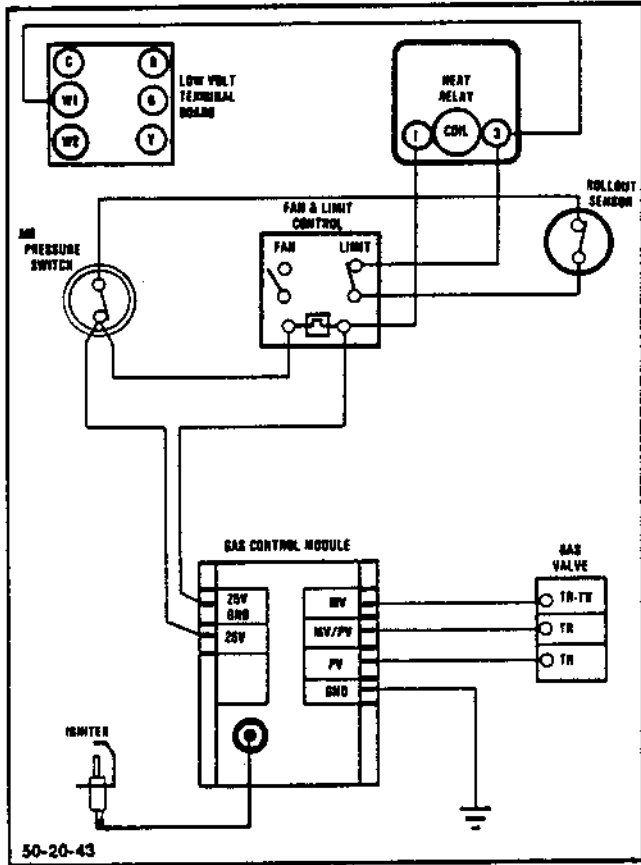 C
W1
W2
G
Y
LOW VOLT
TERMINAL
BOARD
HEAT
RELAY
1
COIL
3
ROLLOUT
SENSOR
FAN & LIMIT
CONTROL
FAN
LIMIT
PRESSURE
SWITCH
GAS CONTROL MODULE
25V
GND
25V
MV
MV/PV
PV
GND
GAS
VALVE
TR-TH
TR
TH
IGNITER
50-20-43